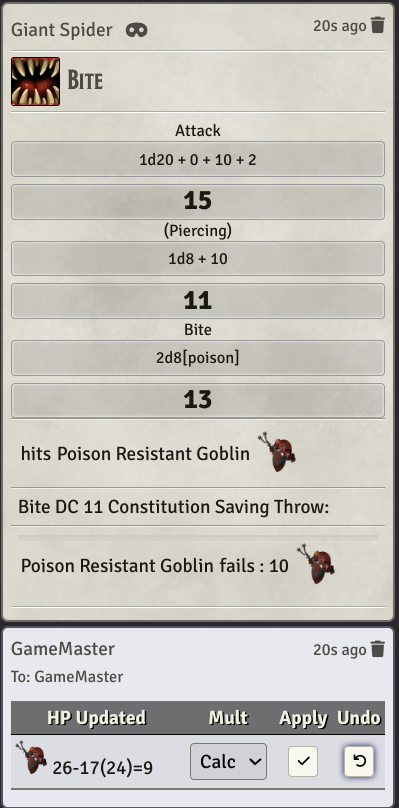 Giant Spider
20s ago
BITE
Attack
1d20 + 0 + 10 + 2
15
(Piercing)
1d8 + 10
11
Bite
2d8[poison]
13
hits Poison Resistant Goblin
Bite DC 11 Constitution Saving Throw:
Poison Resistant Goblin fails : 10
GameMaster
20s ago
To: GameMaster
HP Updated Mult Apply Undo
26-17(24)=9 Calc